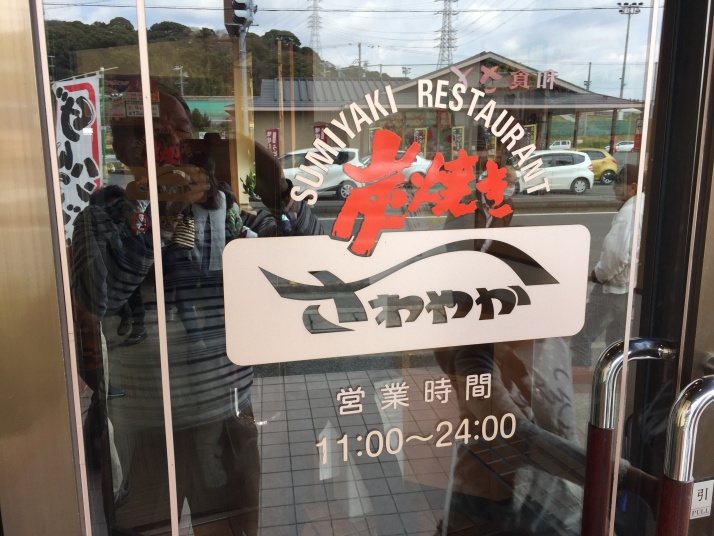 SUMIYAKI RESTAURANT
炭焼き
さわやか
営業時間
11:00～24:00
引
PULL